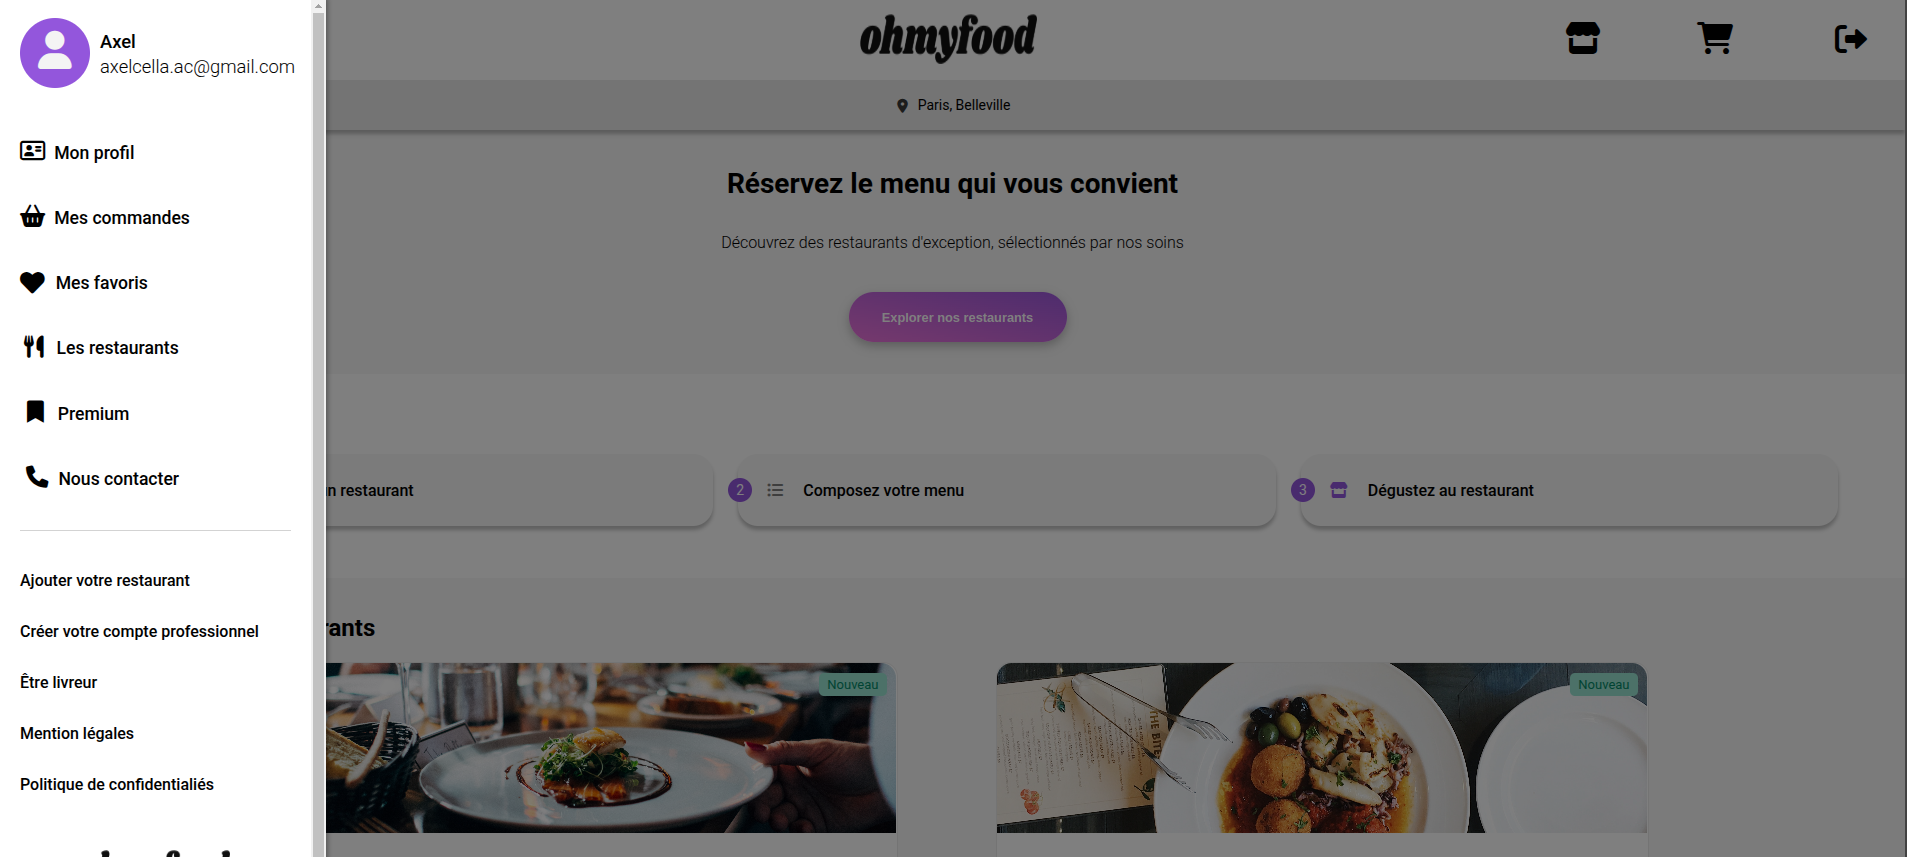 Axel
axelcella.ac@gmail.com
Mon profil
Mes commandes
Mes favoris
Les restaurants
Premium
Nous contacter
Ajouter votre restaurant
Créer votre compte professionnel
Être livreur
Mention légales
Politique de confidentialiés
ohmyfood
Paris, Belleville
Réservez le menu qui vous convient
Découvrez des restaurants d'exception, sélectionnés par nos soins
Explorer nos restaurants
n restaurant
2 Composez votre menu
3 Dégustez au restaurant
rants
Nouveau
Nouveau
THE BITE